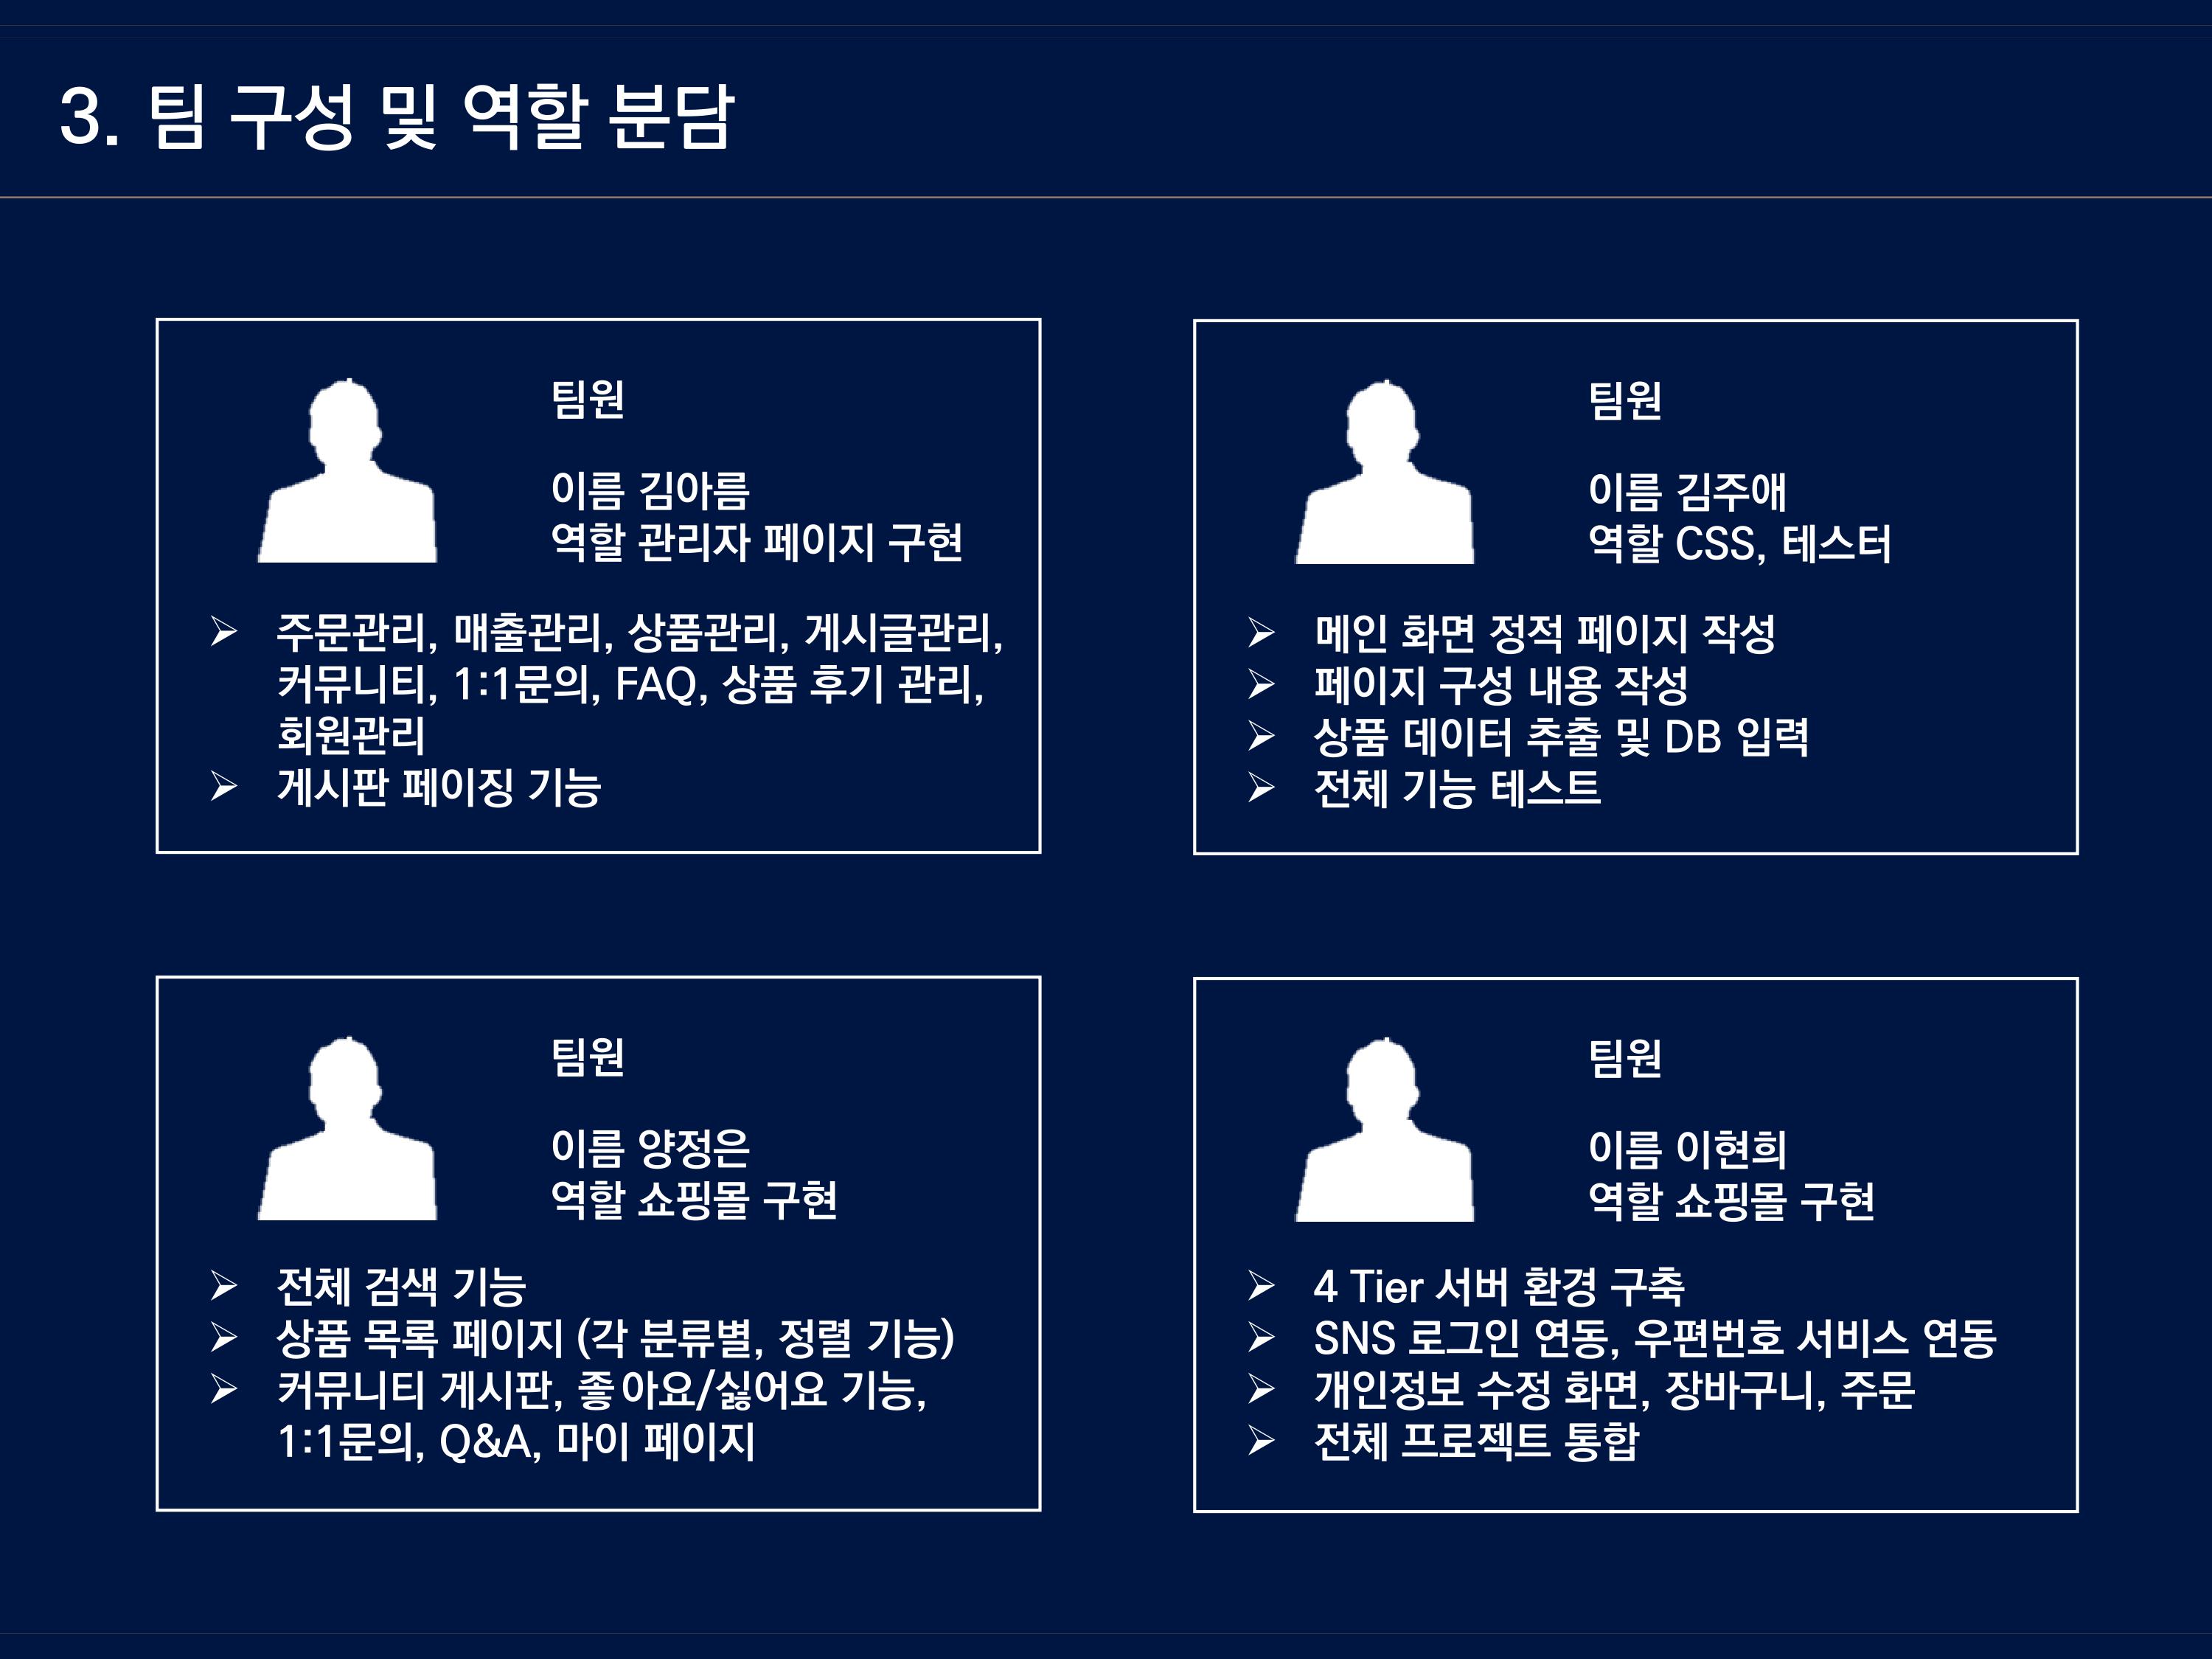 3. 팀 구성 및 역할 분담
팀원
이름 김아름
역할 관리자 페이지 구현
➢ 주문관리, 매출관리, 상품관리, 게시글관리,
커뮤니티, 1:1문의, FAQ, 상품 후기 관리,
회원관리
➢ 게시판 페이징 기능
팀원
이름 김주애
역할 CSS, 테스터
➢ 메인 화면 정적 페이지 작성
➢ 페이지 구성 내용 작성
➢ 상품 데이터 추출 및 DB 입력
➢ 전체 기능 테스트
팀원
이름 양정은
역할 쇼핑몰 구현
➢ 전체 검색 기능
➢ 상품 목록 페이지 (각 분류별, 정렬 기능)
➢ 커뮤니티 게시판, 좋아요/싫어요 기능,
1:1문의, Q&A, 마이 페이지
팀원
이름 이현희
역할 쇼핑몰 구현
➢ 4 Tier 서버 환경 구축
➢ SNS 로그인 연동, 우편번호 서비스 연동
➢ 개인정보 수정 화면, 장바구니, 주문
➢ 전체 프로젝트 통합